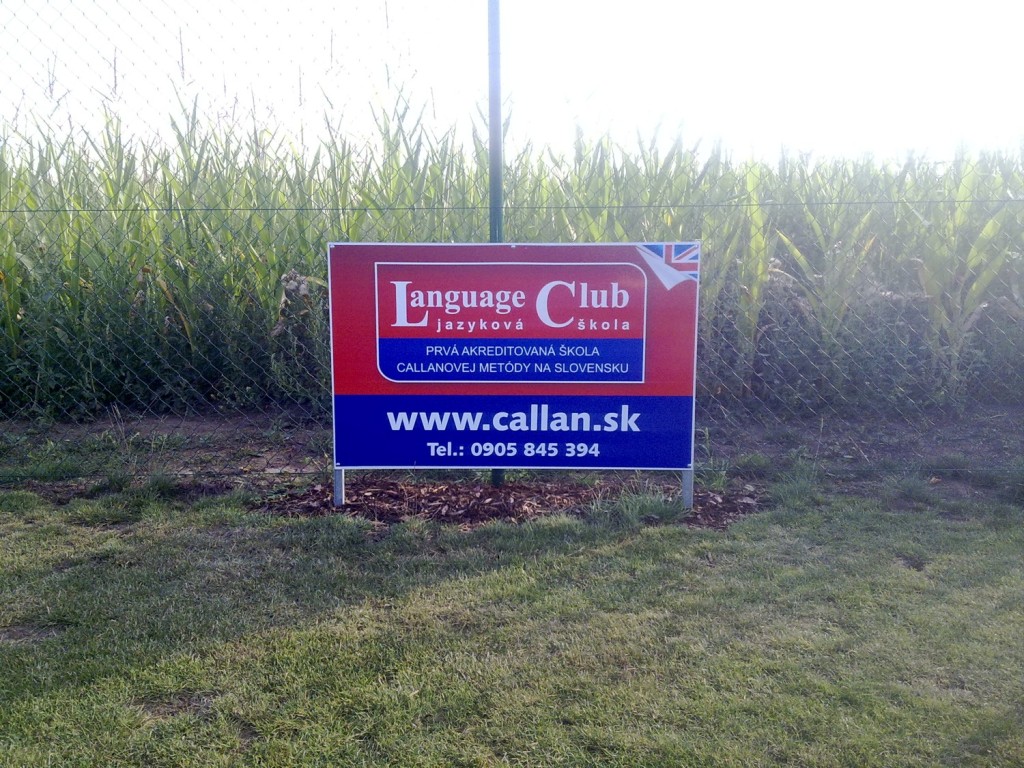 Language Club
jazyková škola
PRVÁ AKREDITOVANÁ ŠKOLA
CALLANOVEJ METÓDY NA SLOVENSKU
www.callan.sk
Tel.: 0905 845 394